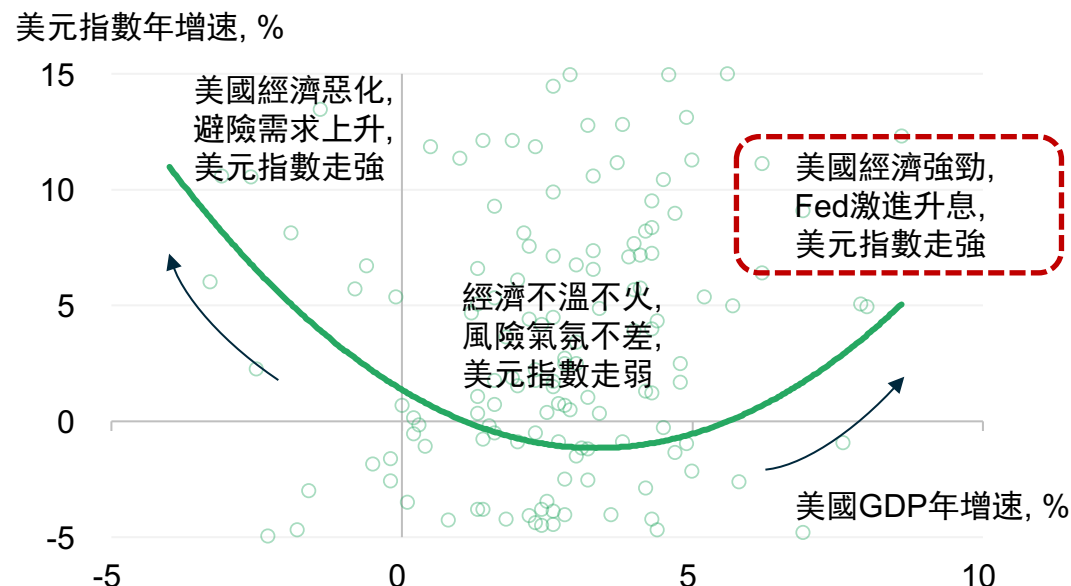 美元指數年增速, %
15
美國經濟惡化,
避險需求上升,
美元指數走強
10
美國經濟強勁,
Fed激進升息,
美元指數走強
5
經濟不溫不火,
風險氣氛不差,
美元指數走弱
0
美國GDP年增速, %
-5
-5
0
5
10